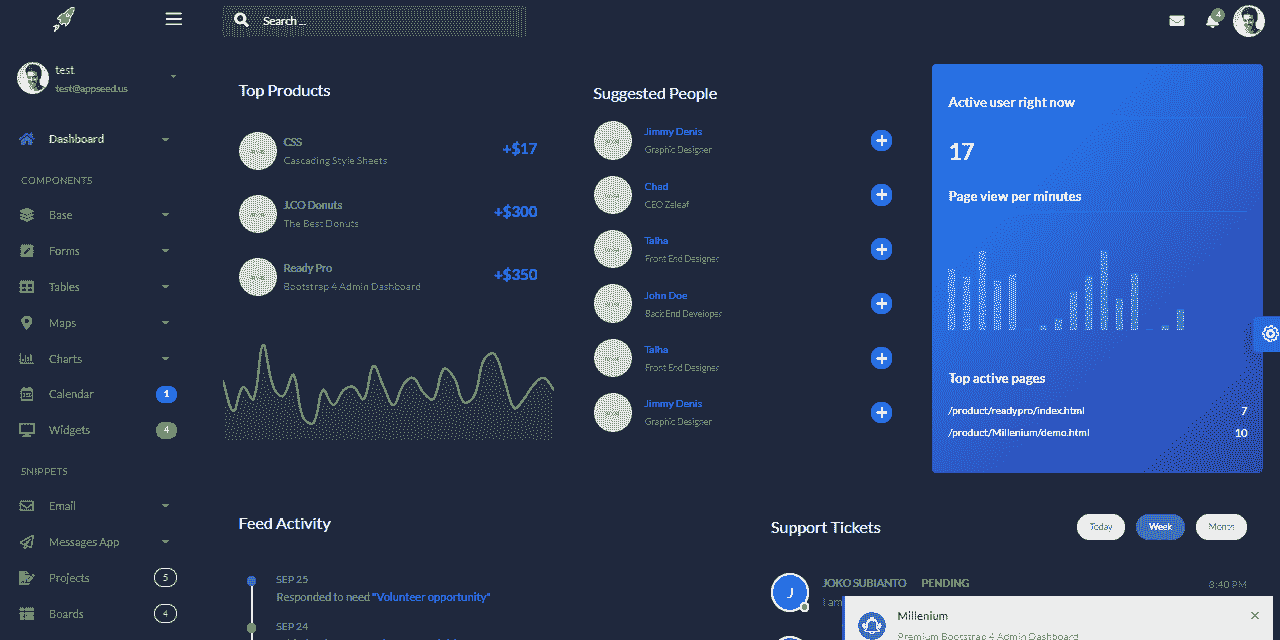 Search ...
4
test
test@appseed.us
Dashboard
COMPONENTS
Base
Forms
Tables
Maps
Charts
Calendar 1
Widgets 4
SNIPPETS
Email
Messages App
Projects 5
Boards 4
Top Products
CSS
Cascading Style Sheets
+$17
J.CO Donuts
The Best Donuts
+$300
Ready Pro
Bootstrap 4 Admin Dashboard
+$350
Suggested People
Jimmy Denis
Graphic Designer
Chad
CEO Zeleaf
Talha
Front End Designer
John Doe
Back End Developer
Talha
Front End Designer
Jimmy Denis
Graphic Designer
Active user right now
17
Page view per minutes
Top active pages
/product/readypro/index.html 7
/product/Millenium/demo.html 10
Feed Activity
SEP 25
Responded to need "Volunteer opportunity"
SEP 24
Support Tickets
Today Week Month
J
JOKO SUBIANTO PENDING
3:40 PM
I am
Millenium
Premium Bootstrap 4 Admin Dashboard